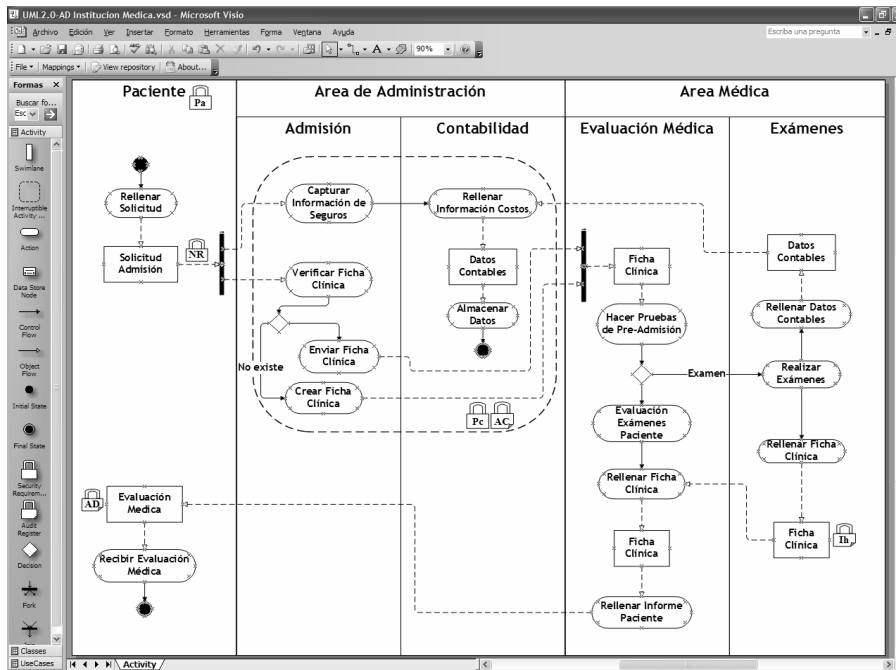 UML2.0-AD Institucion Medica.vsd - Microsoft Visio
Archivo Edición Ver Insertar Formato Herramientas Forma Ventana Ayuda
Escriba una pregunta
90%
File Mappings View repository About...
Formas
Buscar fo...
Esc
Activity
Swimlane
Interruptible
Activity ...
Action
Data Store
Node
Control
Flow
Object
Flow
Initial State
Final State
Security
Requirem...
Audit
Register
Decision
Fork
Classes
UseCases
Activity
Paciente
Pa
Area de Administración
Area Médica
Admisión
Contabilidad
Evaluación Médica
Exámenes
Rellenar
Solicitud
Solicitud
Admisión
NR
Capturar
Información de
Seguros
Rellenar
Información Costos
Verificar Ficha
Clínica
Datos
Contables
Almacenar
Datos
Enviar Ficha
Clínica
No existe
Crear Ficha
Clínica
Pc
AC
Ficha
Clínica
Hacer Pruebas
de Pre-Admisión
Examen
Evaluación
Exámenes
Paciente
Rellenar Ficha
Clínica
Ficha
Clínica
Rellenar Informe
Paciente
Datos
Contables
Rellenar Datos
Contables
Realizar
Exámenes
Rellenar Ficha
Clínica
Ficha
Clínica
Ih
AD
Evaluación
Medica
Recibir Evaluación
Médica